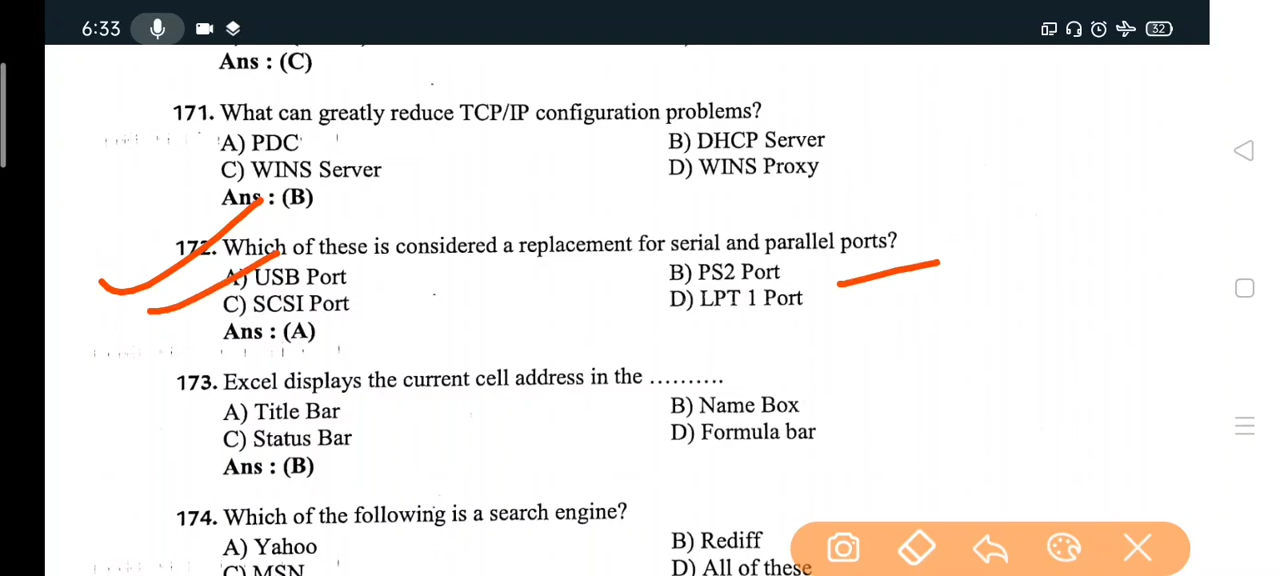 6:33
32
Ans : (C)
171. What can greatly reduce TCP/IP configuration problems?
A) PDC
B) DHCP Server
C) WINS Server
D) WINS Proxy
Ans : (B)
172. Which of these is considered a replacement for serial and parallel ports?
A) USB Port
B) PS2 Port
C) SCSI Port
D) LPT 1 Port
Ans : (A)
173. Excel displays the current cell address in the ..........
A) Title Bar
B) Name Box
C) Status Bar
D) Formula bar
Ans : (B)
174. Which of the following is a search engine?
A) Yahoo
B) Rediff
C) MSN
D) All of these